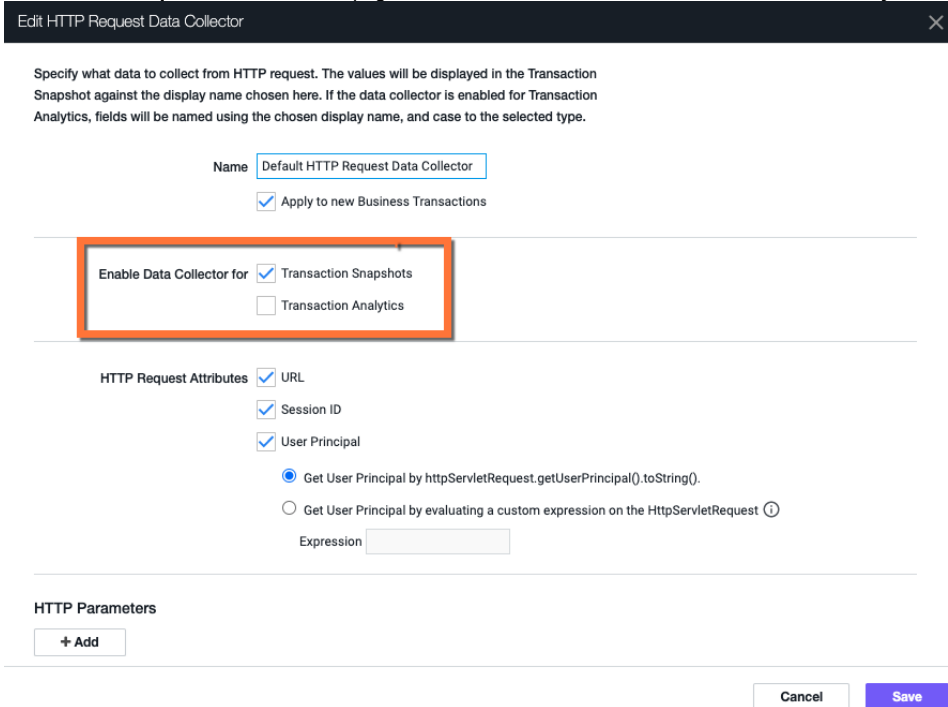 Edit HTTP Request Data Collector
Specify what data to collect from HTTP request. The values will be displayed in the Transaction
Snapshot against the display name chosen here. If the data collector is enabled for Transaction
Analytics, fields will be named using the chosen display name, and case to the selected type.
Name Default HTTP Request Data Collector
Apply to new Business Transactions
Enable Data Collector for Transaction Snapshots
Transaction Analytics
HTTP Request Attributes URL
Session ID
User Principal
Get User Principal by httpServletRequest.getUserPrincipal().toString().
Get User Principal by evaluating a custom expression on the HttpServletRequest
Expression
HTTP Parameters
+ Add
Cancel Save